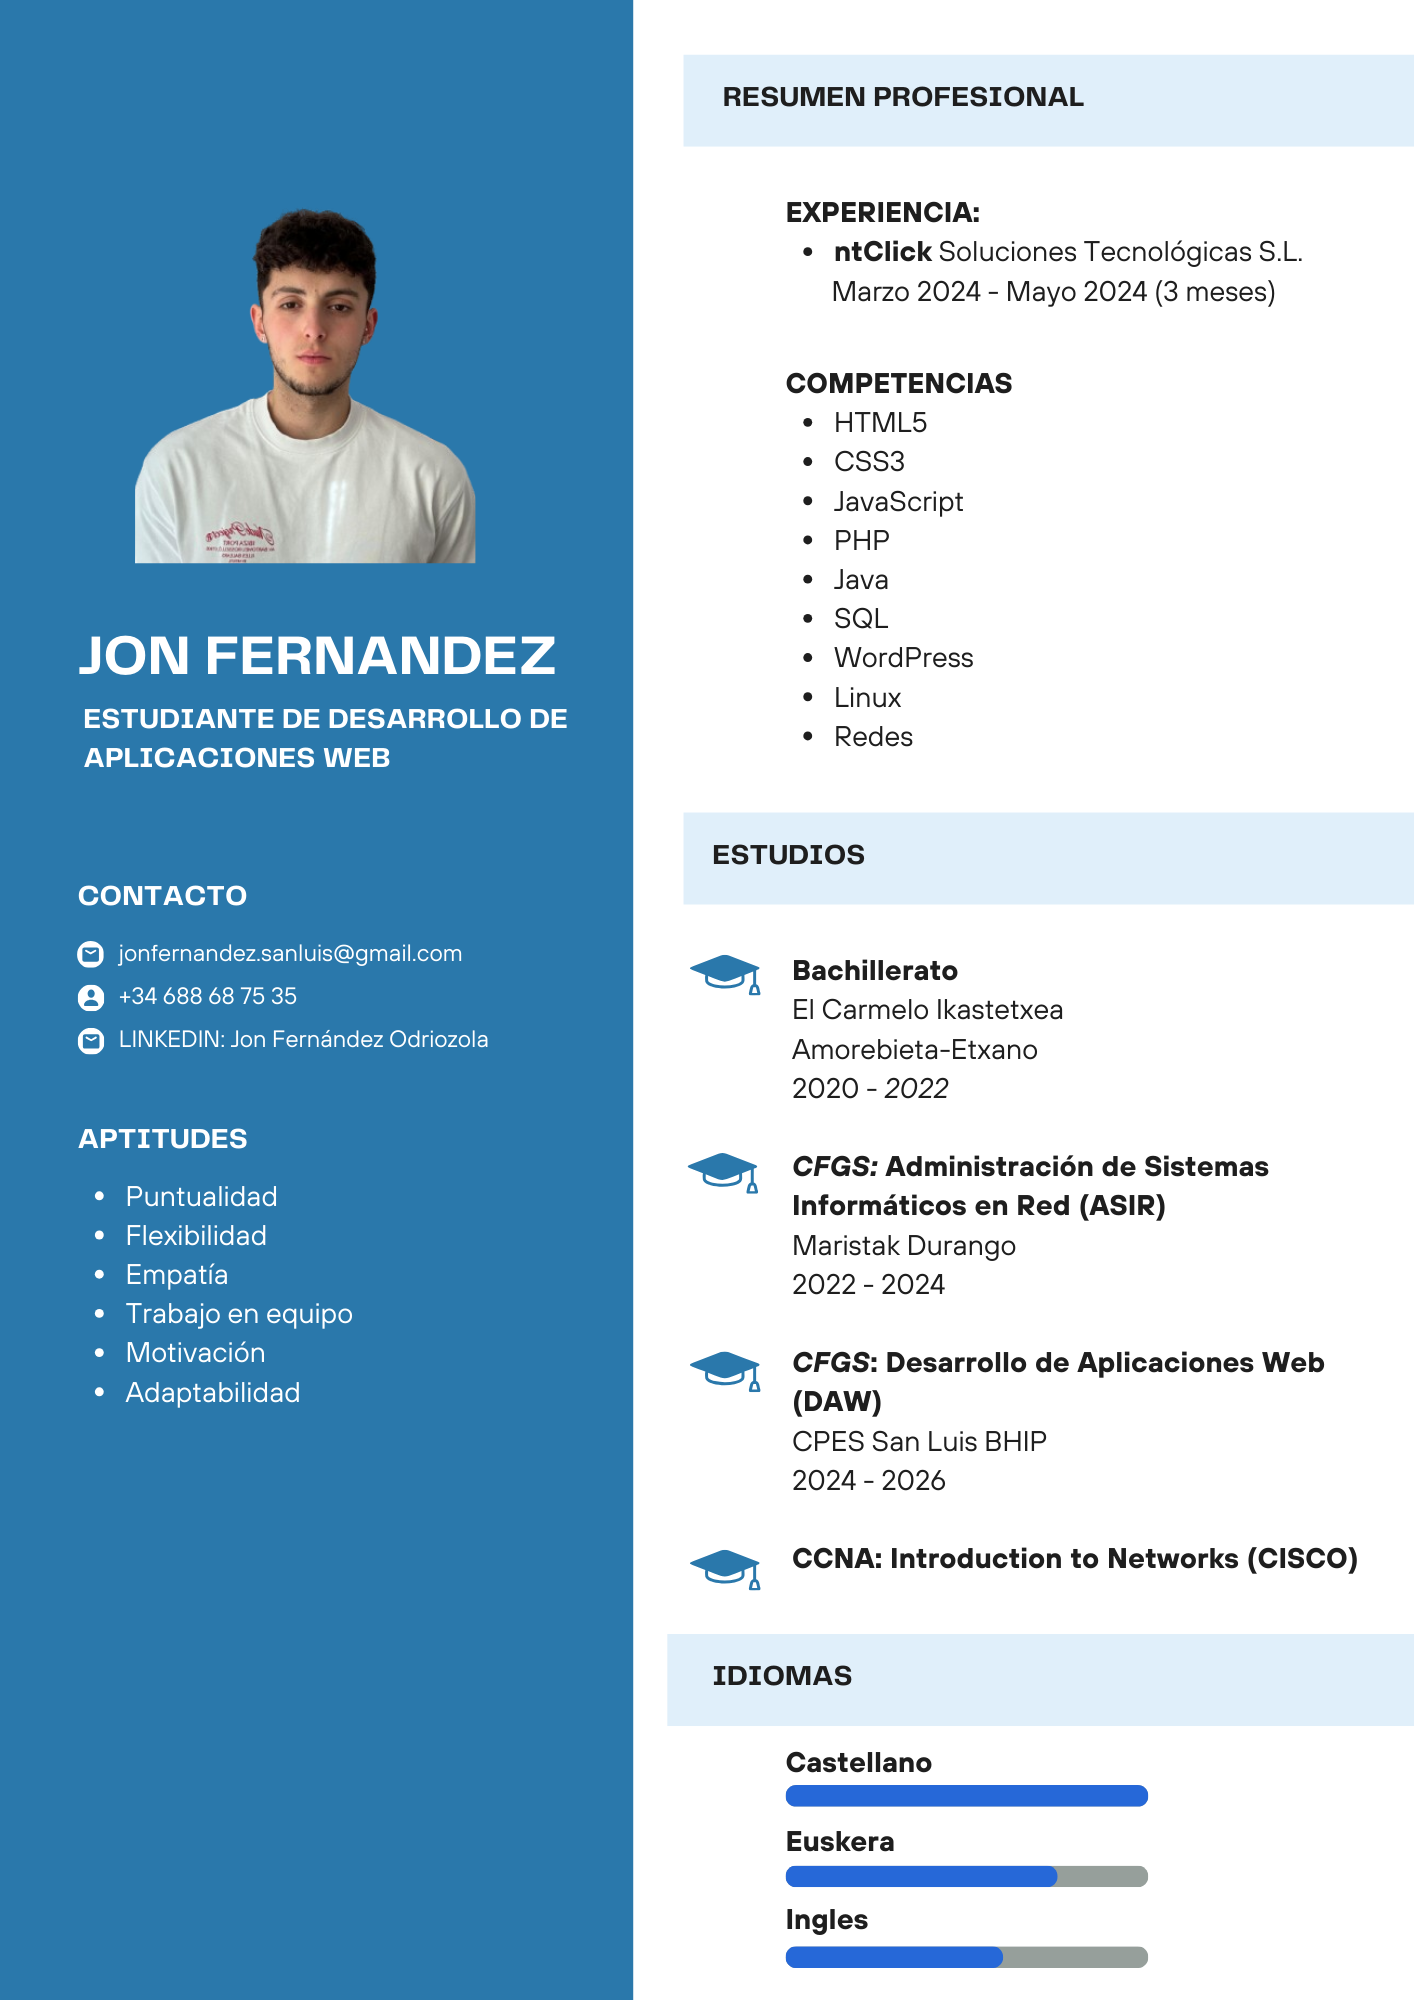 JON FERNANDEZ
ESTUDIANTE DE DESARROLLO DE
APLICACIONES WEB
CONTACTO
jonfernandez.sanluis@gmail.com
+34 688 68 75 35
LINKEDIN: Jon Fernández Odriozola
APTITUDES
• Puntualidad
• Flexibilidad
• Empatía
• Trabajo en equipo
• Motivación
• Adaptabilidad
RESUMEN PROFESIONAL
EXPERIENCIA:
• ntClick Soluciones Tecnológicas S.L.
Marzo 2024 - Mayo 2024 (3 meses)
COMPETENCIAS
• HTML5
• CSS3
• JavaScript
• PHP
• Java
• SQL
• WordPress
• Linux
• Redes
ESTUDIOS
Bachillerato
El Carmelo Ikastetxea
Amorebieta-Etxano
2020 - 2022
CFGS: Administración de Sistemas
Informáticos en Red (ASIR)
Maristak Durango
2022 - 2024
CFGS: Desarrollo de Aplicaciones Web
(DAW)
CPES San Luis BHIP
2024 - 2026
CCNA: Introduction to Networks (CISCO)
IDIOMAS
Castellano
Euskera
Ingles